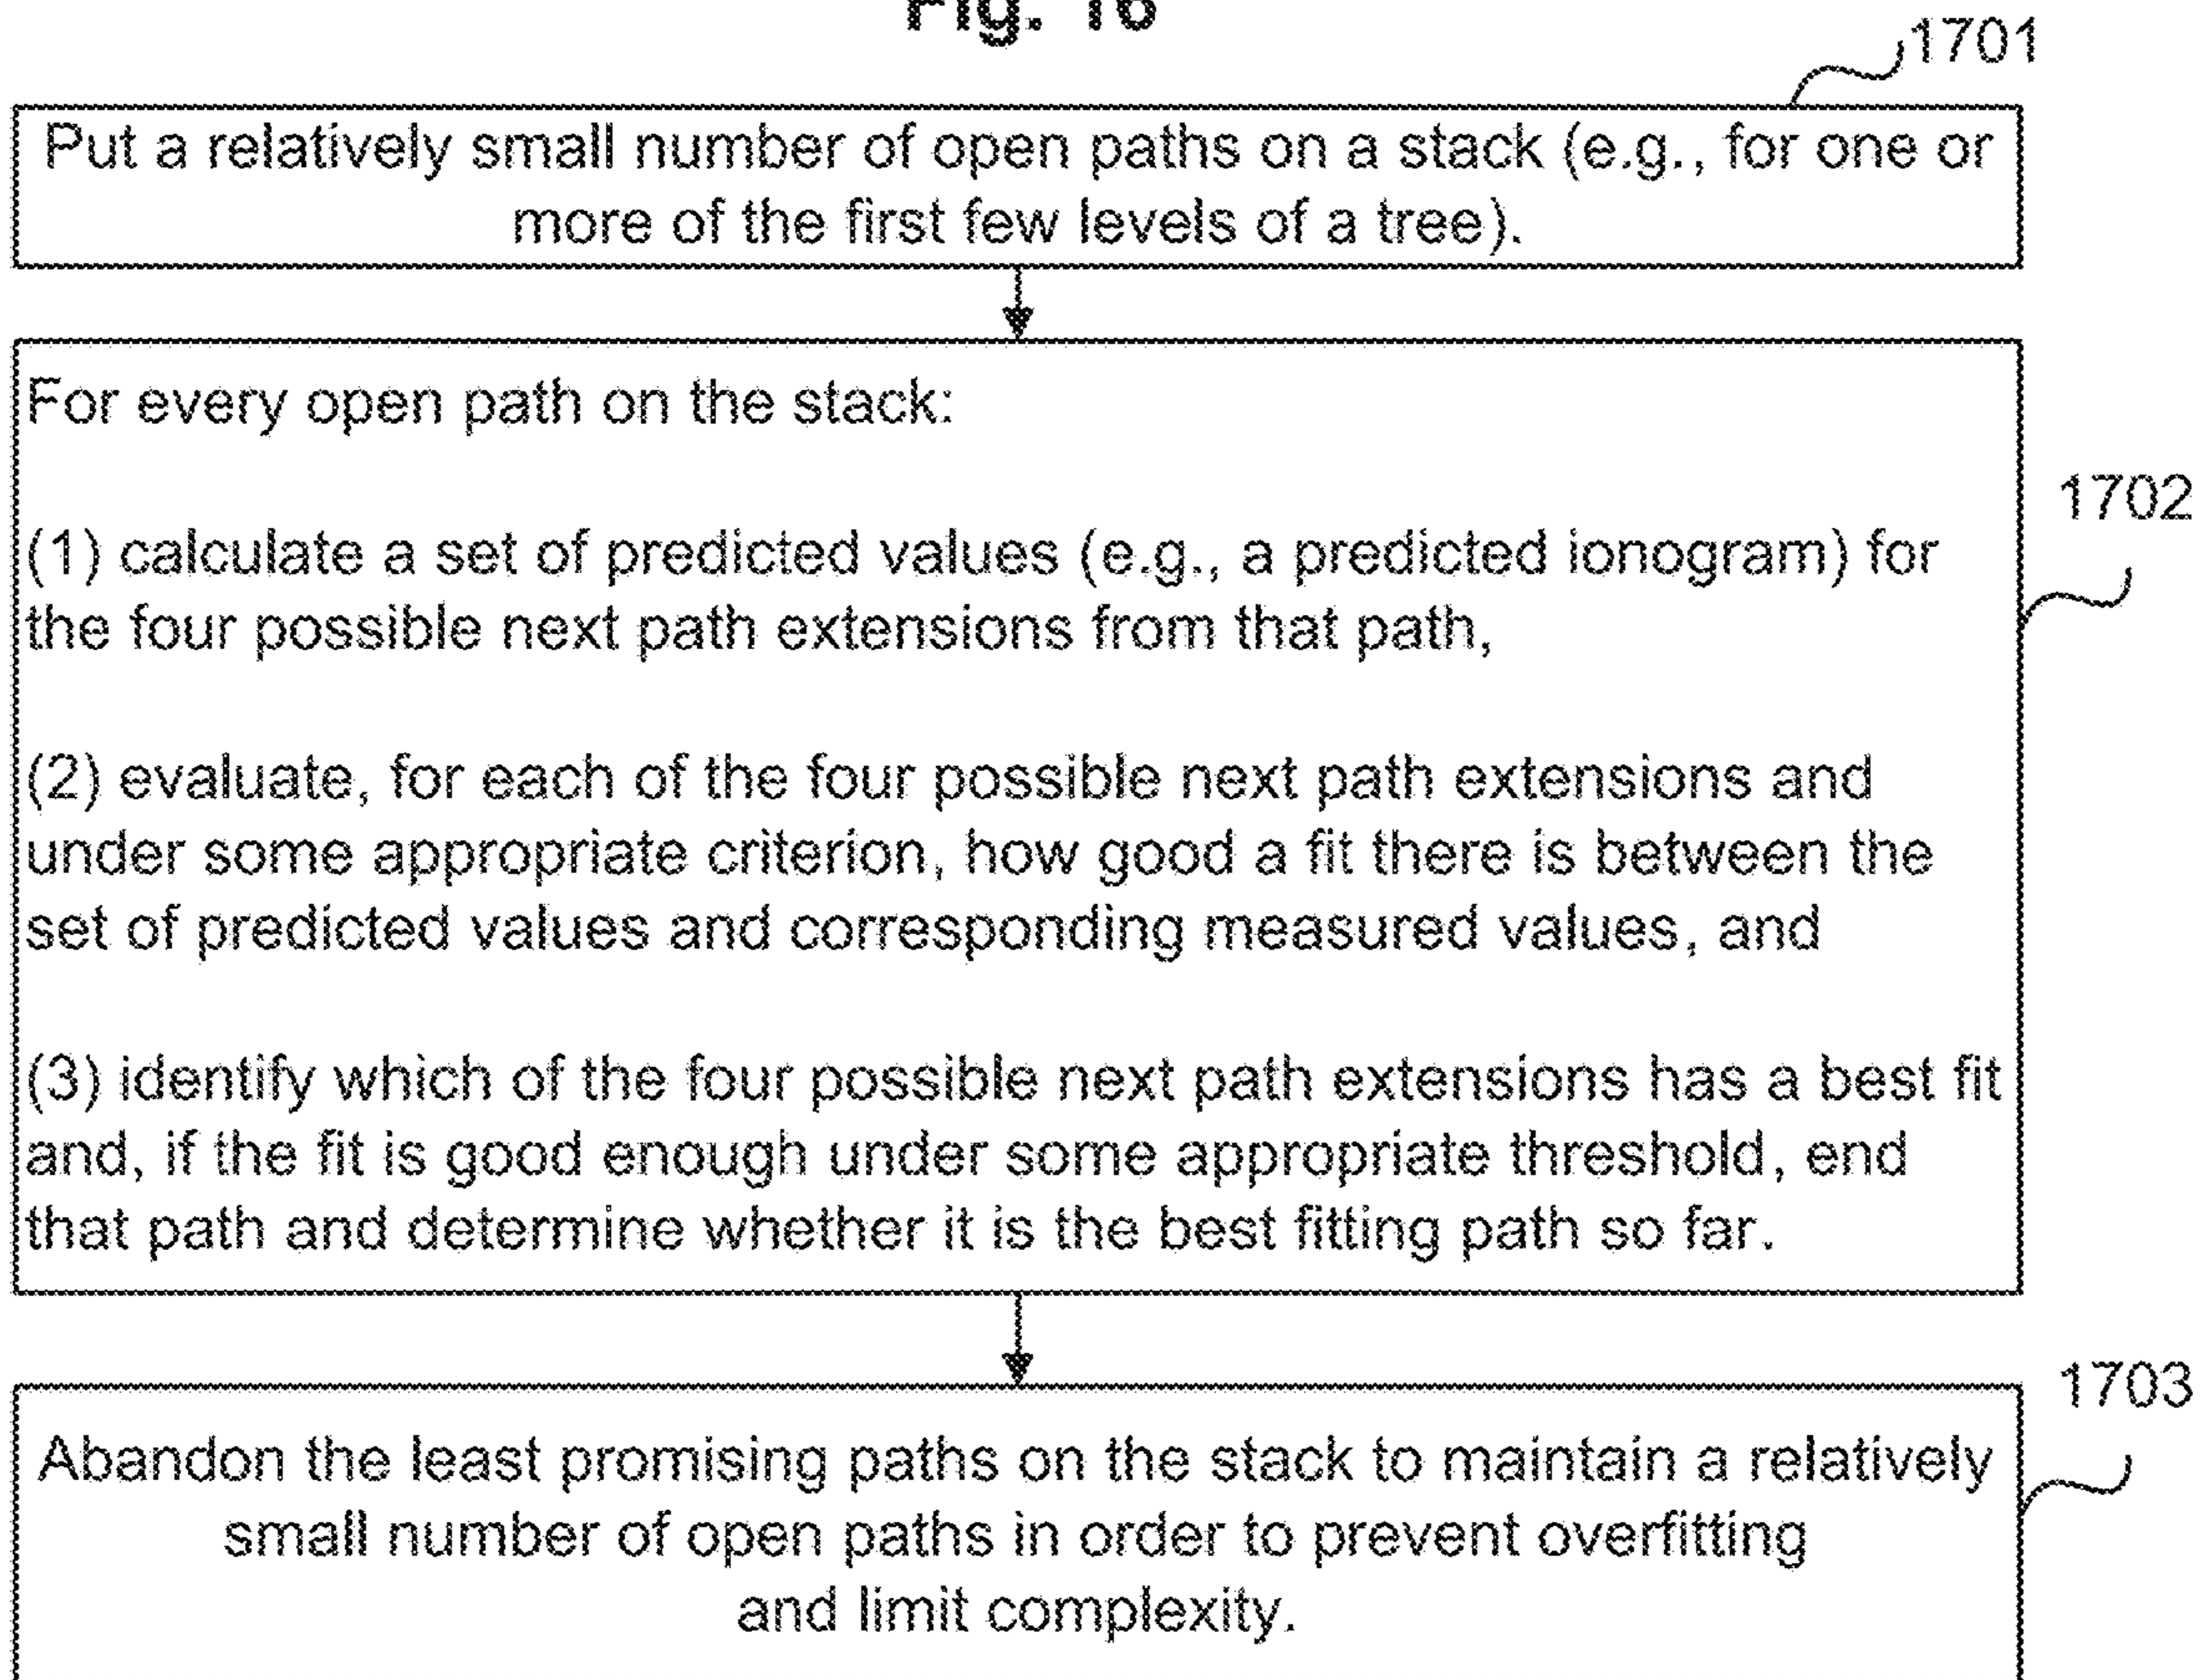 Fig. 16
1701
Put a relatively small number of open paths on a stack (e.g., for one or
more of the first few levels of a tree).
For every open path on the stack:
1702
(1) calculate a set of predicted values (e.g., a predicted ionogram) for
the four possible next path extensions from that path,
(2) evaluate, for each of the four possible next path extensions and
under some appropriate criterion, how good a fit there is between the
set of predicted values and corresponding measured values, and
(3) identify which of the four possible next path extensions has a best fit
and, if the fit is good enough under some appropriate threshold, end
that path and determine whether it is the best fitting path so far.
1703
Abandon the least promising paths on the stack to maintain a relatively
small number of open paths in order to prevent overfitting
and limit complexity.